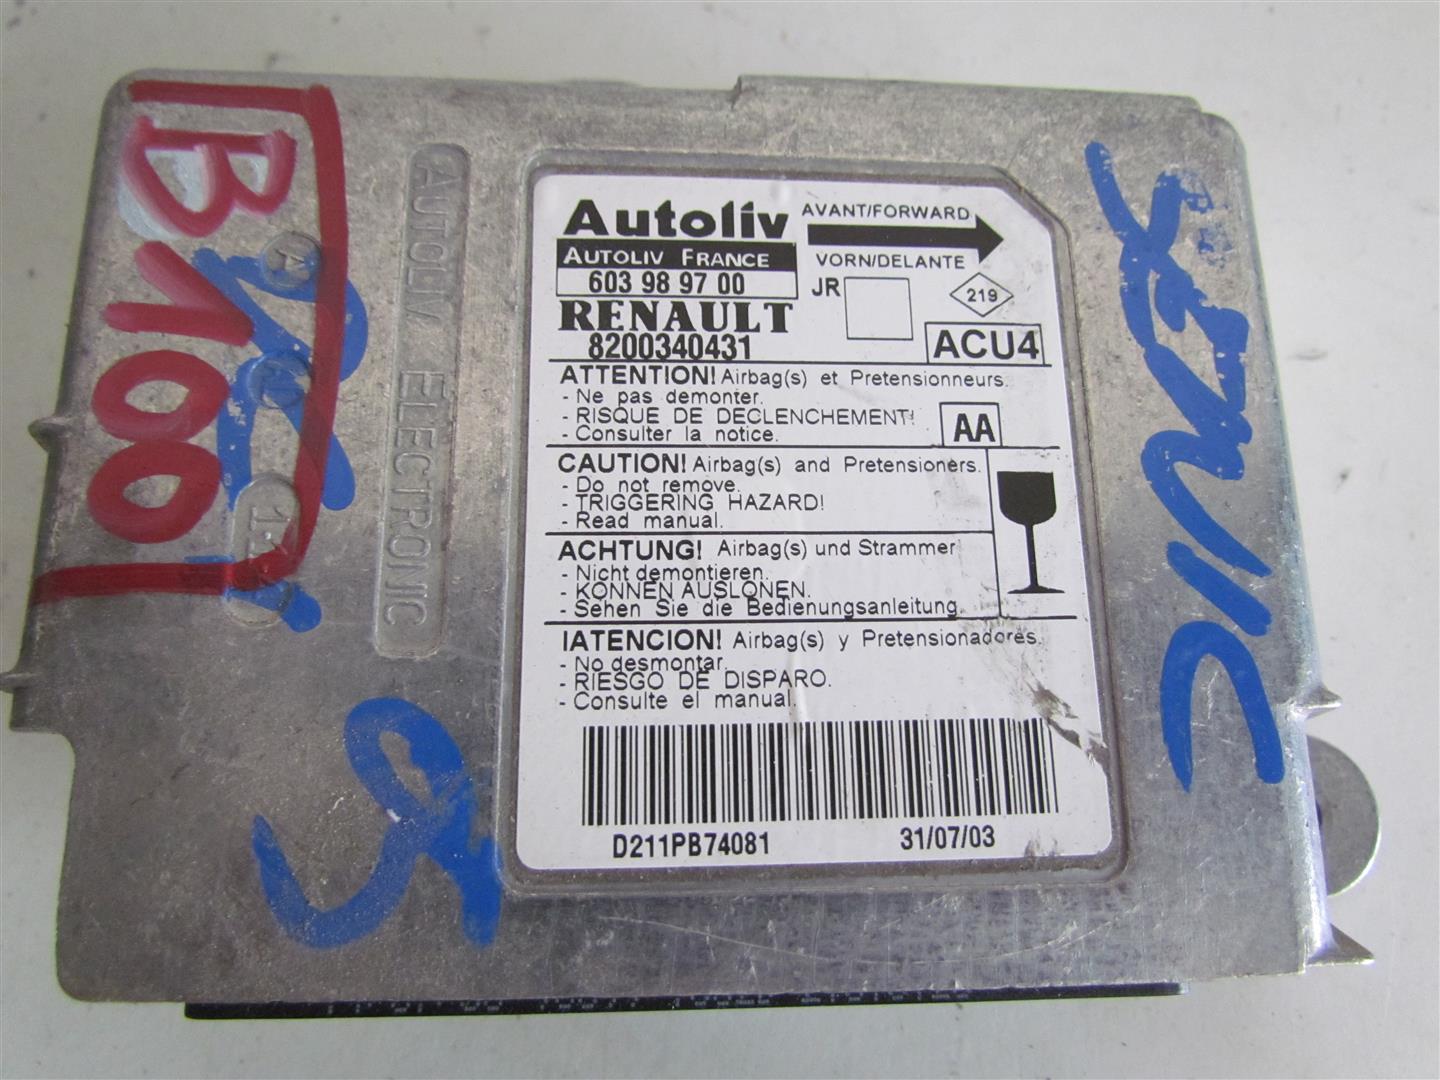 Autoliv
AUTOLIV FRANCE
603 98 97 00
RENAULT
8200340431
AVANT/FORWARD
VORN/DELANTE
JR
219
ACU4
ATTENTION! Airbag(s) et Pretensionneurs.
- Ne pas demonter.
- RISQUE DE DECLENCHEMENT!
- Consulter la notice.
AA
CAUTION! Airbag(s) and Pretensioners.
- Do not remove.
- TRIGGERING HAZARD!
- Read manual.
ACHTUNG! Airbag(s) und Strammer
- Nicht demontieren.
- KONNEN AUSLONEN.
- Sehen Sie die Bedienungsanleitung.
IATENCION! Airbag(s) y Pretensionadores.
- No desmontar.
- RIESGO DE DISPARO.
- Consulte el manual.
D211PB74081 31/07/03
B100
AUTOLIV ELECTRONIC
A